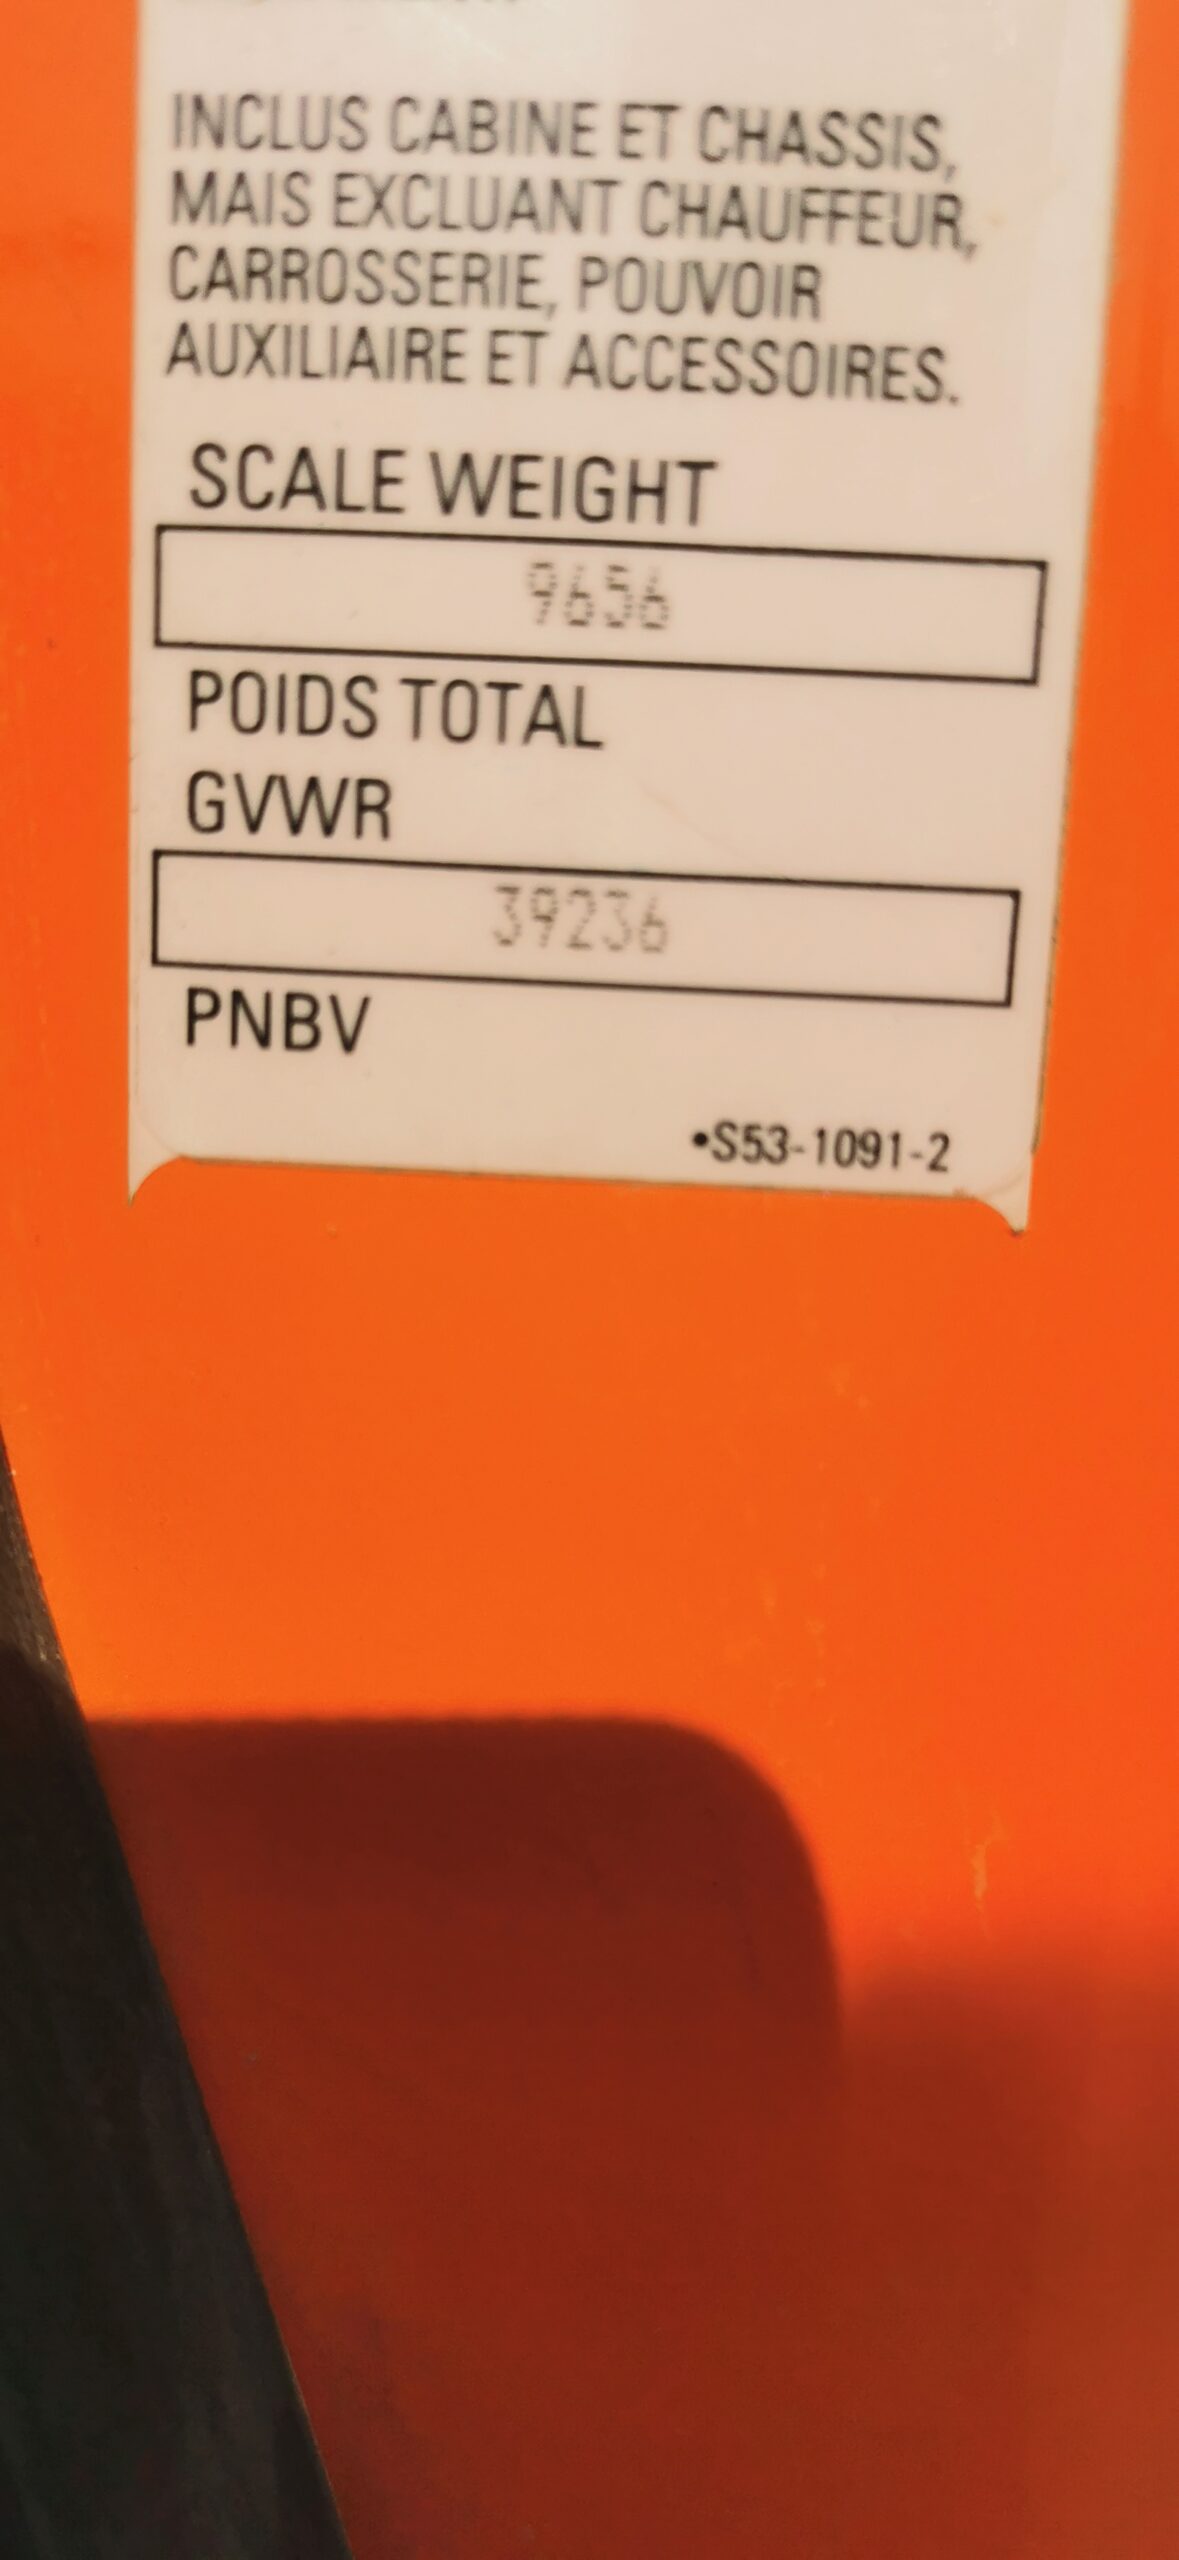 INCLUS CABINE ET CHASSIS,
MAIS EXCLUANT CHAUFFEUR,
CARROSSERIE, POUVOIR
AUXILIAIRE ET ACCESSOIRES.
SCALE WEIGHT
9656
POIDS TOTAL
GVWR
39236
PNBV
•S53-1091-2